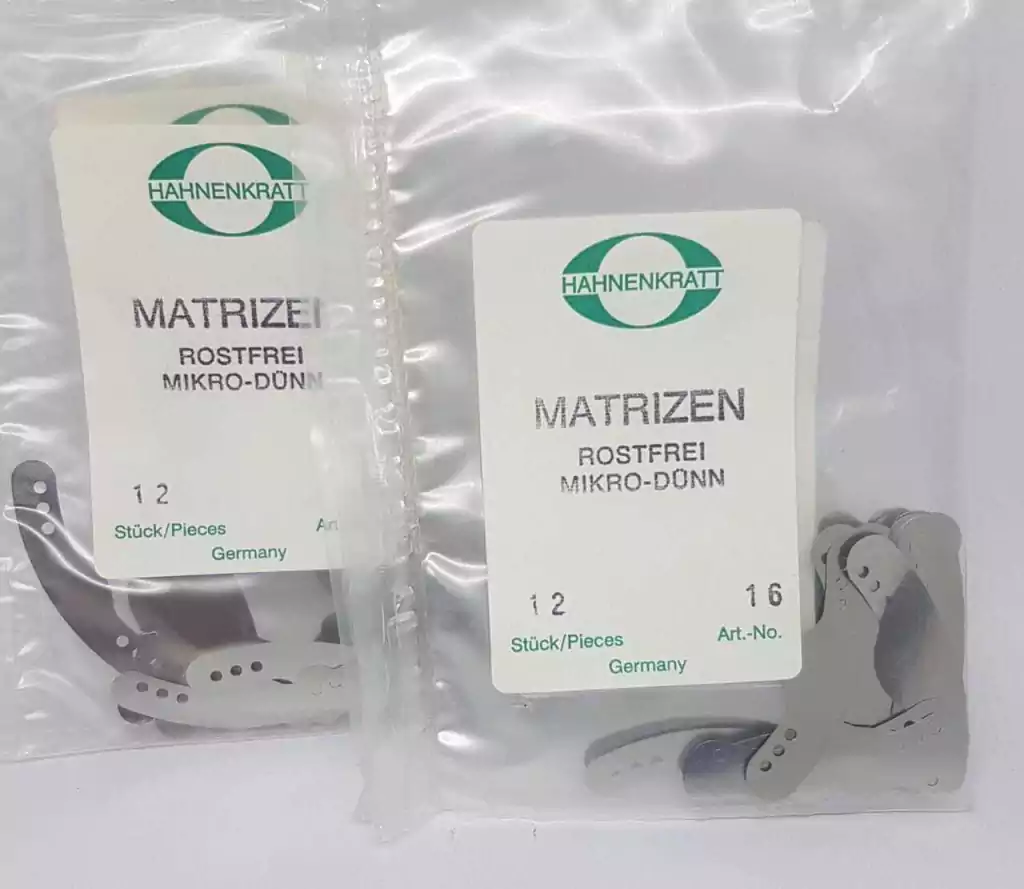 HAHNENKRATT
MATRIZEN
ROSTFREI
MIKRO-DÜNN
12
Stück/Pieces
Germany
HAHNENKRATT
MATRIZEN
ROSTFREI
MIKRO-DÜNN
12 16
Stück/Pieces Art.-No.
Germany